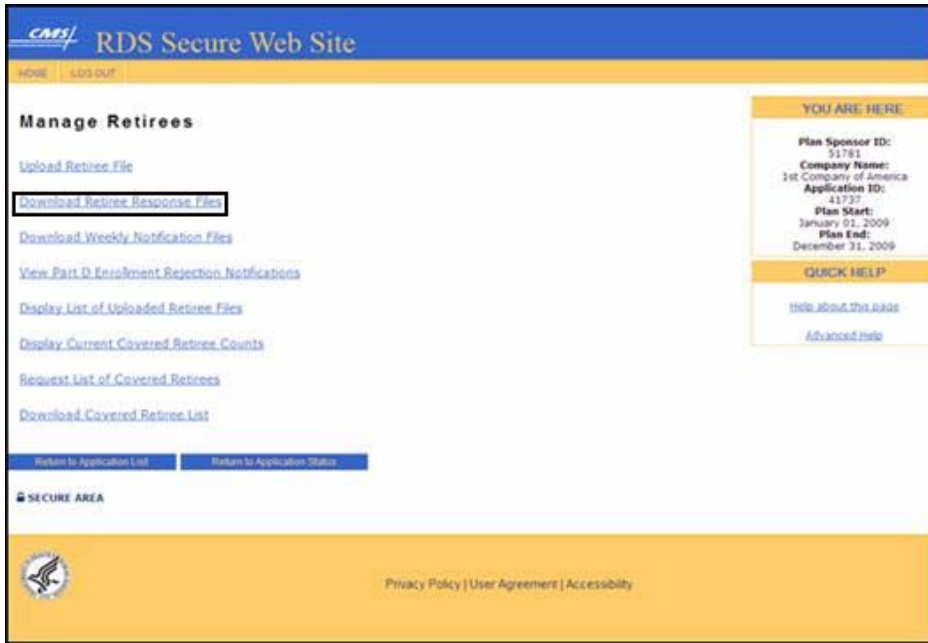 CMS/ RDS Secure Web Site
HOME LOG OUT
Manage Retirees
Upload Retiree File
Download Retiree Response Files
Download Weekly Notification Files
View Part D Enrollment Rejection Notifications
Display List of Uploaded Retiree Files
Display Current Covered Retiree Counts
Request List of Covered Retirees
Download Covered Retiree List
Return to Application List Return to Application Status
SECURE AREA
YOU ARE HERE
Plan Sponsor ID:
51781
Company Name:
1st Company of America
Application ID:
41737
Plan Start:
January 01, 2009
Plan End:
December 31, 2009
QUICK HELP
Help about this page
Advanced Help
Privacy Policy | User Agreement | Accessibility